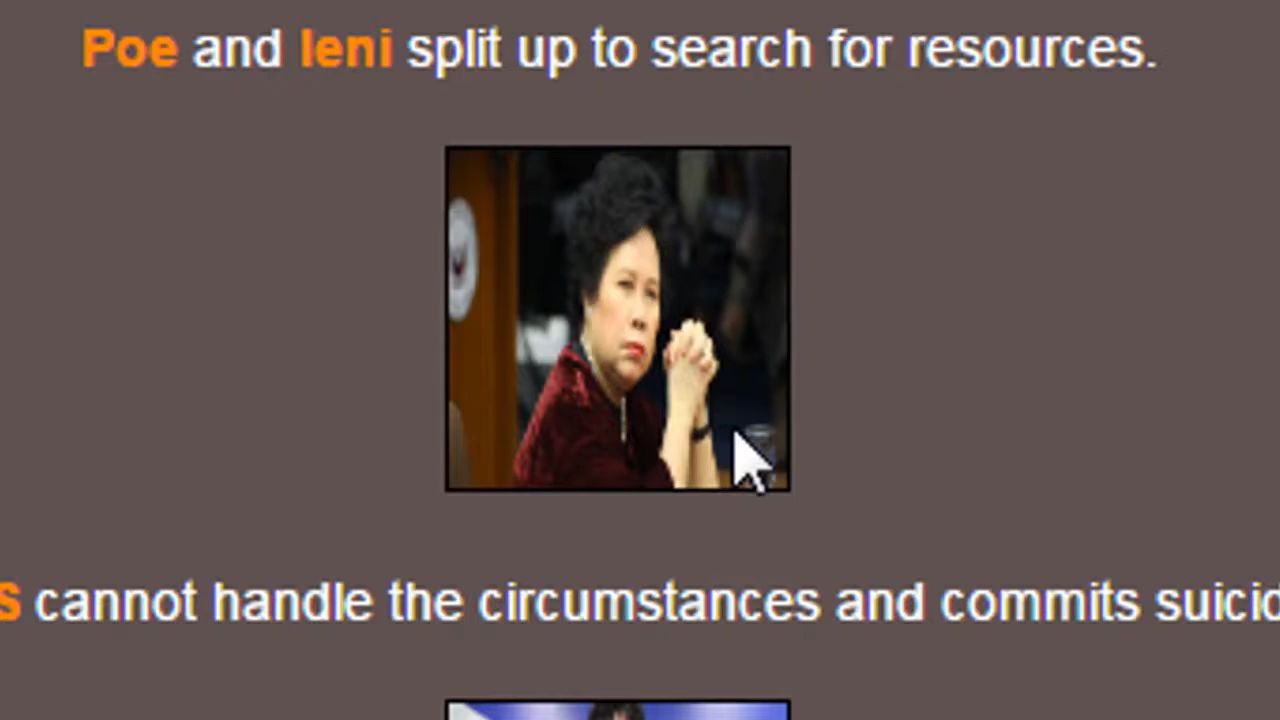 Poe and leni split up to search for resources.
S cannot handle the circumstances and commits suicid